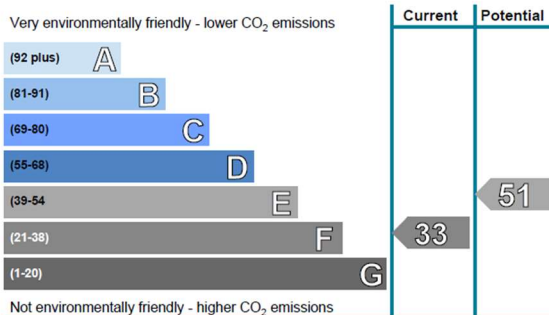 Current Potential
Very environmentally friendly - lower CO₂ emissions
(92 plus) A
(81-91) B
(69-80) C
(55-68) D
(39-54 E
51
(21-38) F
33
(1-20) G
Not environmentally friendly - higher CO₂ emissions